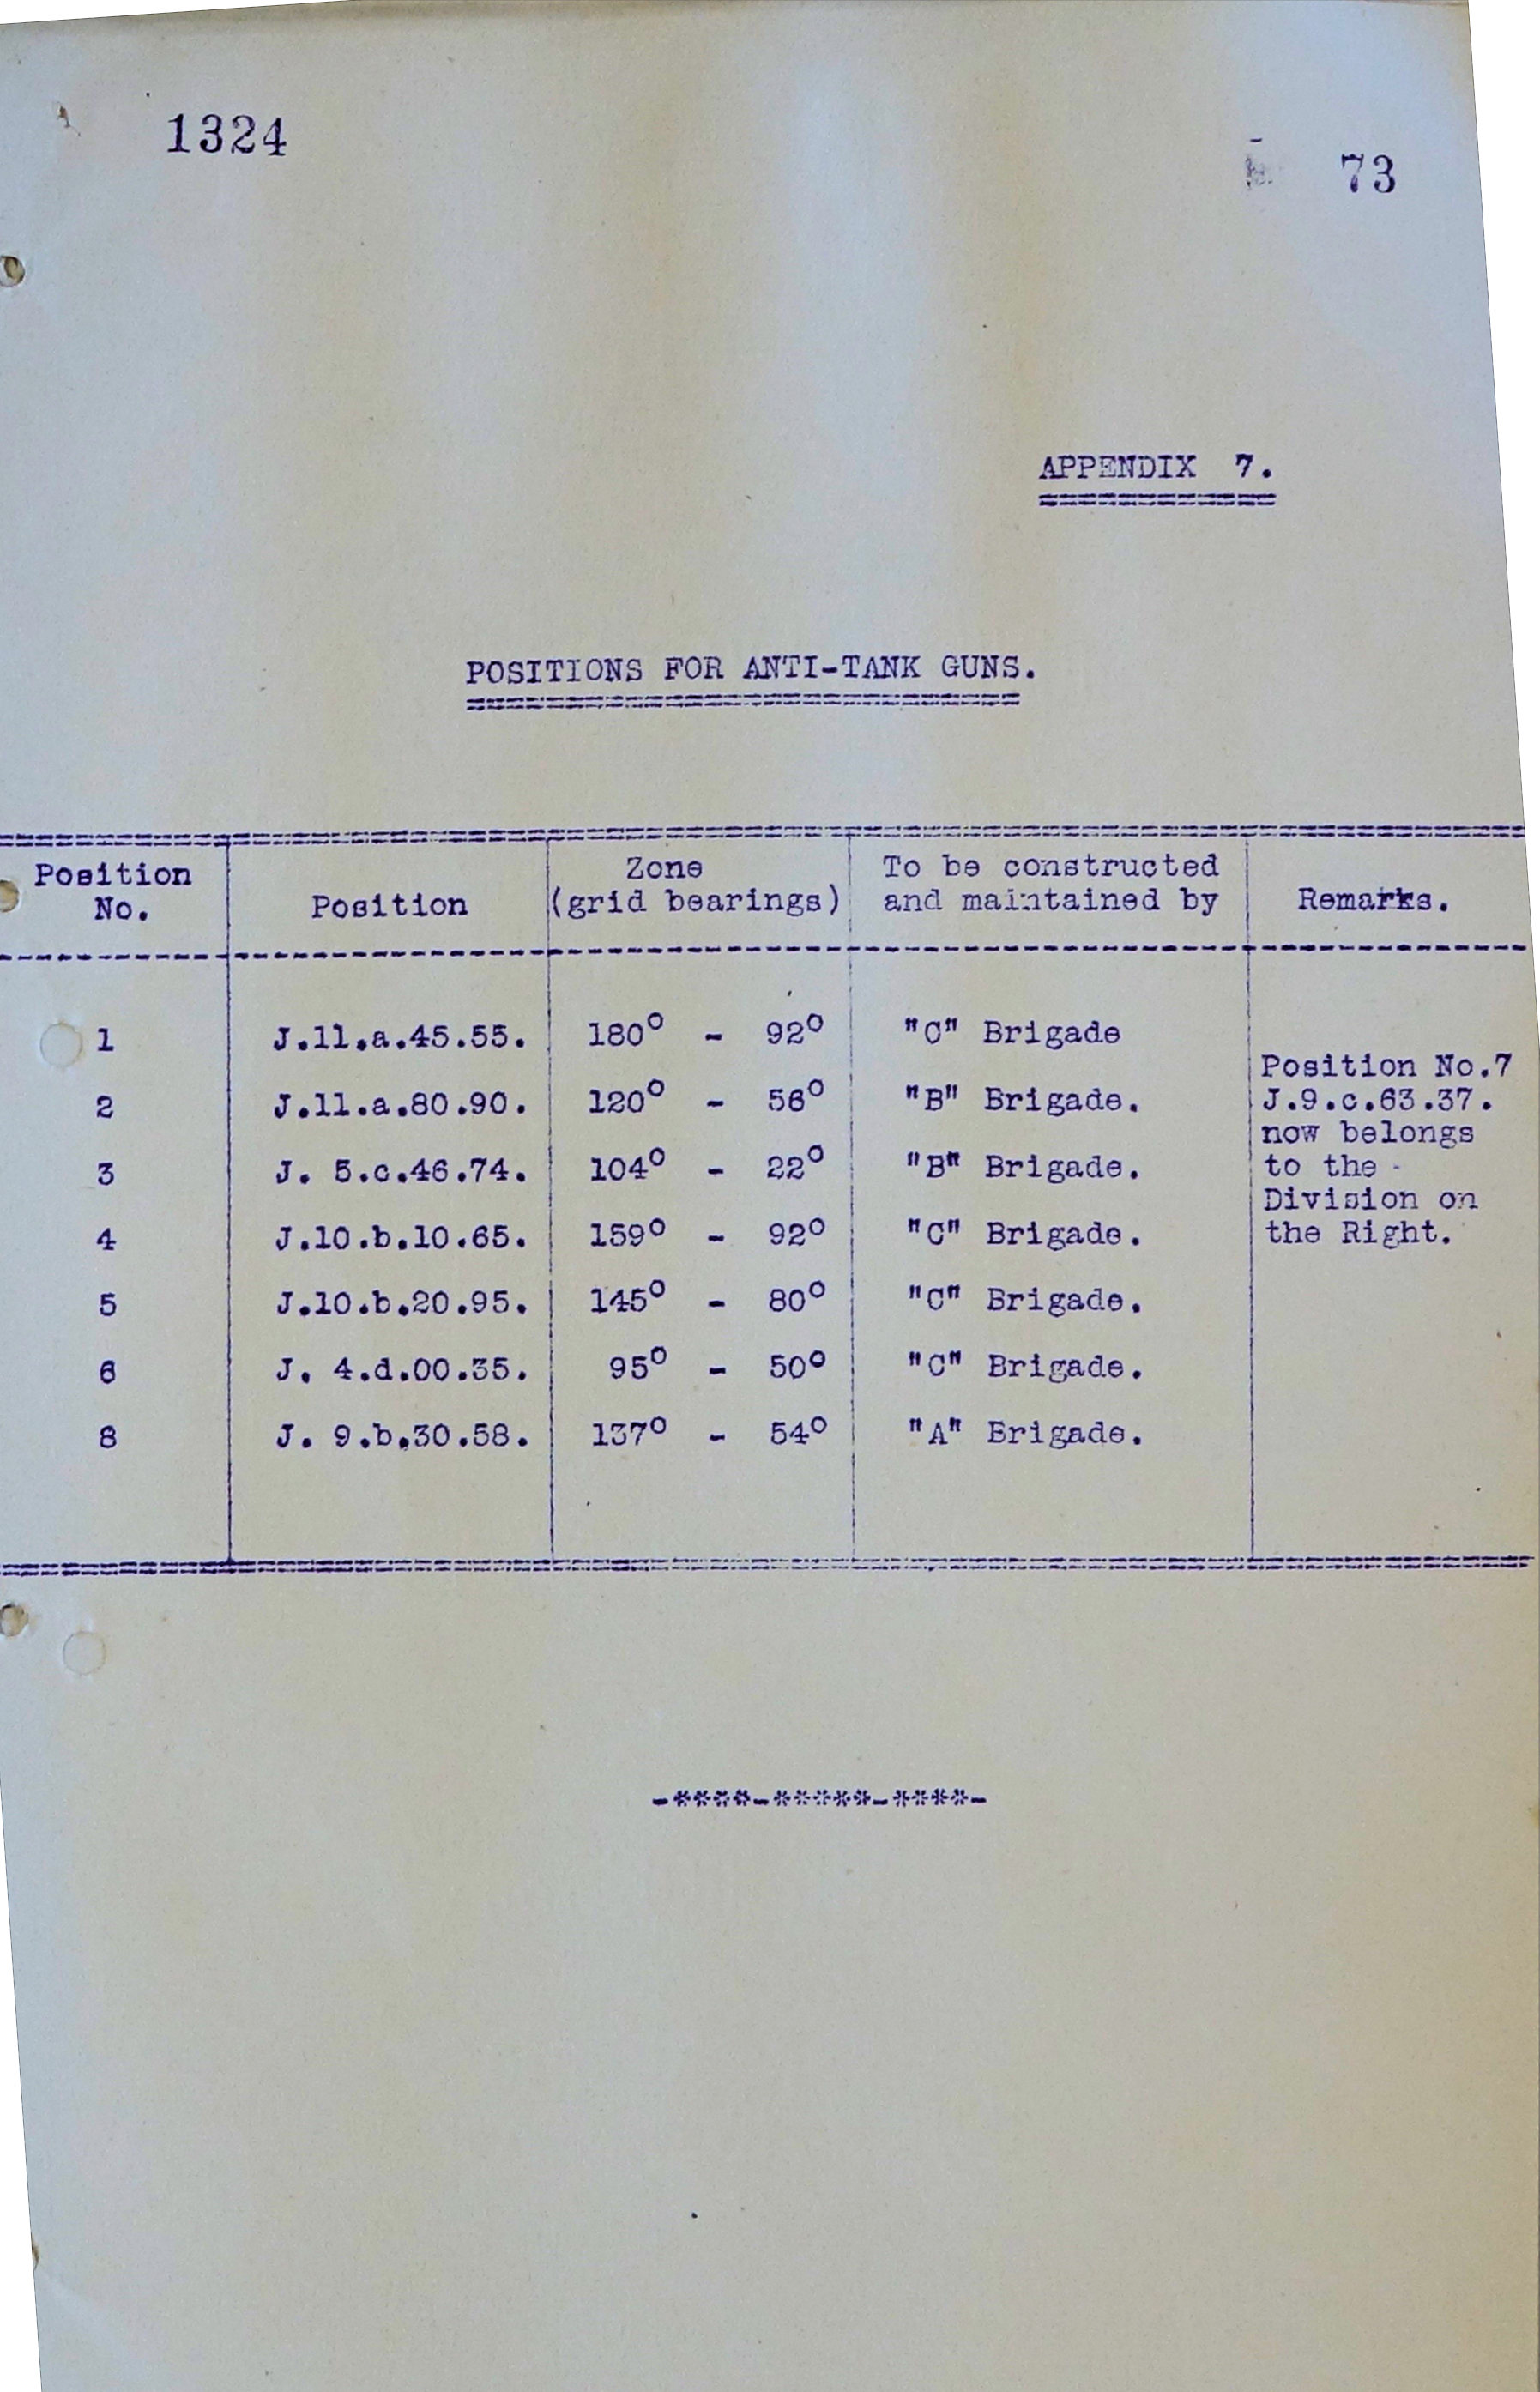 1324
73
APPENDIX 7.
POSITIONS FOR ANTI-TANK GUNS.
Position No. Position Zone (grid bearings) To be constructed and maintained by Remarks.
1 J.11.a.45.55. 180° - 92° "C" Brigade
2 J.11.a.80.90. 120° - 56° "B" Brigade.
3 J. 5.c.46.74. 104° - 22° "B" Brigade.
4 J.10.b.10.65. 159° - 92° "C" Brigade.
5 J.10.b.20.95. 145° - 80° "C" Brigade.
6 J. 4.d.00.35. 95° - 50° "C" Brigade.
8 J. 9.b.30.58. 137° - 54° "A" Brigade.
Position No.7
J.9.c.63.37.
now belongs
to the -
Division on
the Right.
-****-*****-****-